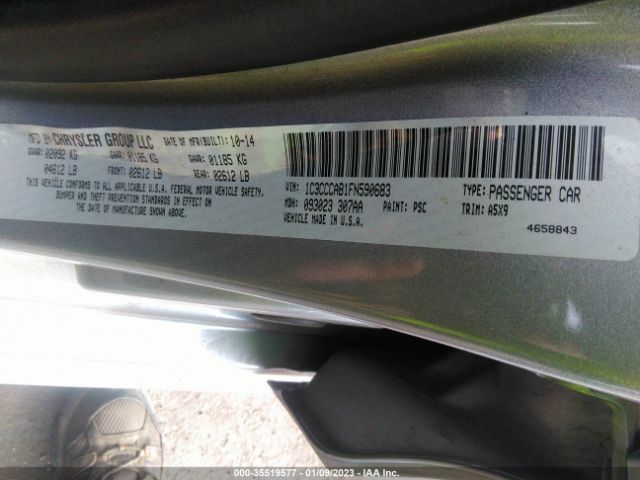 MFD BY CHRYSLER GROUP LLC DATE OF MFR(BUILT): 10-14
GVWR: 02092 KG GAWR: 01185 KG GAWR: 01185 KG
04612 LB FRONT: 02612 LB REAR: 02612 LB
THIS VEHICLE CONFORMS TO ALL APPLICABLE U.S.A. FEDERAL MOTOR VEHICLE SAFETY,
BUMPER AND THEFT PREVENTION STANDARDS IN EFFECT ON
THE DATE OF MANUFACTURE SHOWN ABOVE.
VIN: 1C3CCCAB1FN590683 TYPE: PASSENGER CAR
MDH: 093023 307AA PAINT: PSC TRIM: A5X9
VEHICLE MADE IN U.S.A.
4658843
000-35519577 - 01/09/2023 - IAA Inc.